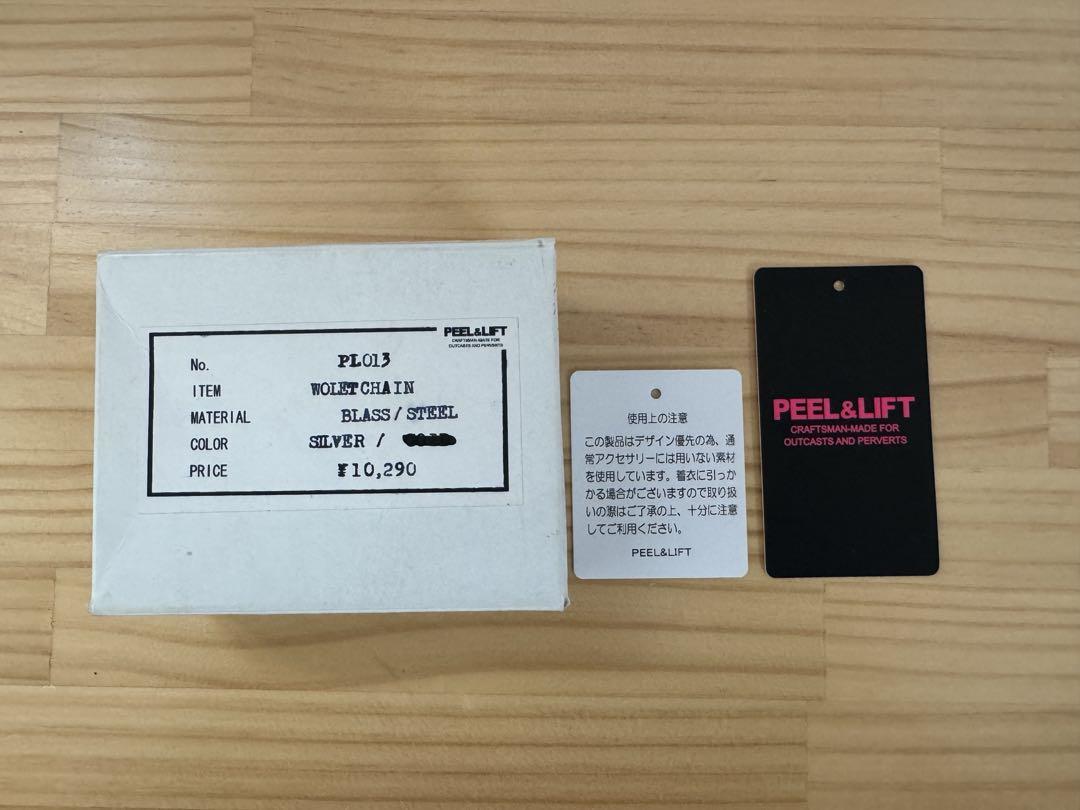 PEEL&LIFT
CRAFTSMAN-MADE FOR
OUTCASTS AND PERVERTS
No. PL013
ITEM WOLETCHAIN
MATERIAL BLASS/STEEL
COLOR SILVER /
PRICE ¥10,290
使用上の注意
この製品はデザイン優先の為、通
常アクセサリーには用いない素材
を使用しています。着衣に引っか
かる場合がございますので取り扱
いの際はご了承の上、十分に注意
してご利用ください。
PEEL&LIFT
PEEL&LIFT
CRAFTSMAN-MADE FOR
OUTCASTS AND PERVERTS